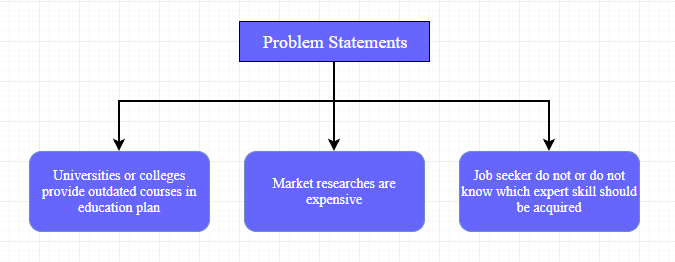 Problem Statements
Universities or colleges
provide outdated courses in
education plan
Market researches are
expensive
Job seeker do not or do not
know which expert skill should
be acquired